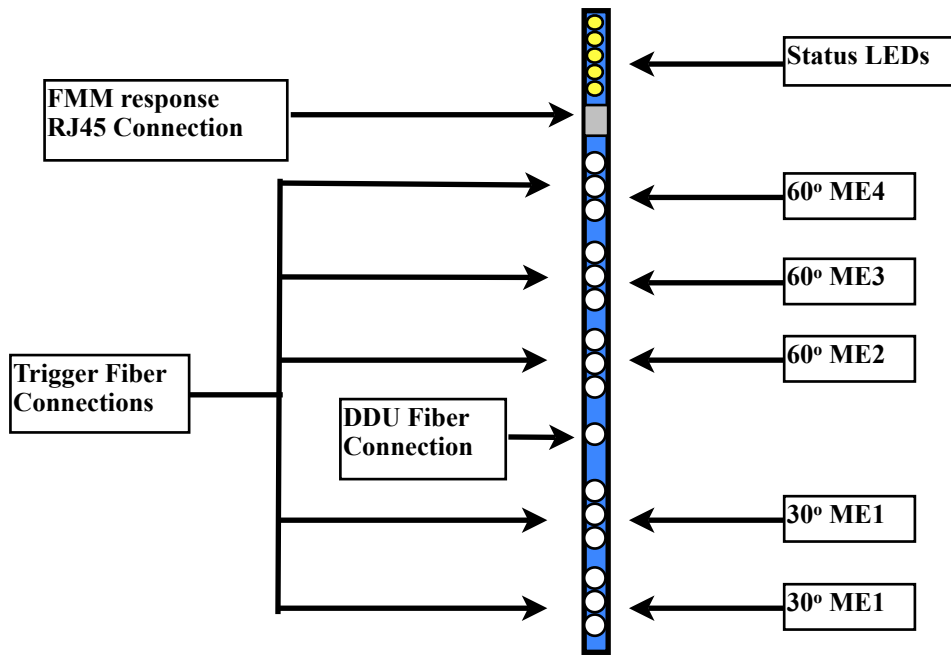 Status LEDs
FMM response
RJ45 Connection
60º ME4
60º ME3
60º ME2
Trigger Fiber
Connections
DDU Fiber
Connection
30º ME1
30º ME1